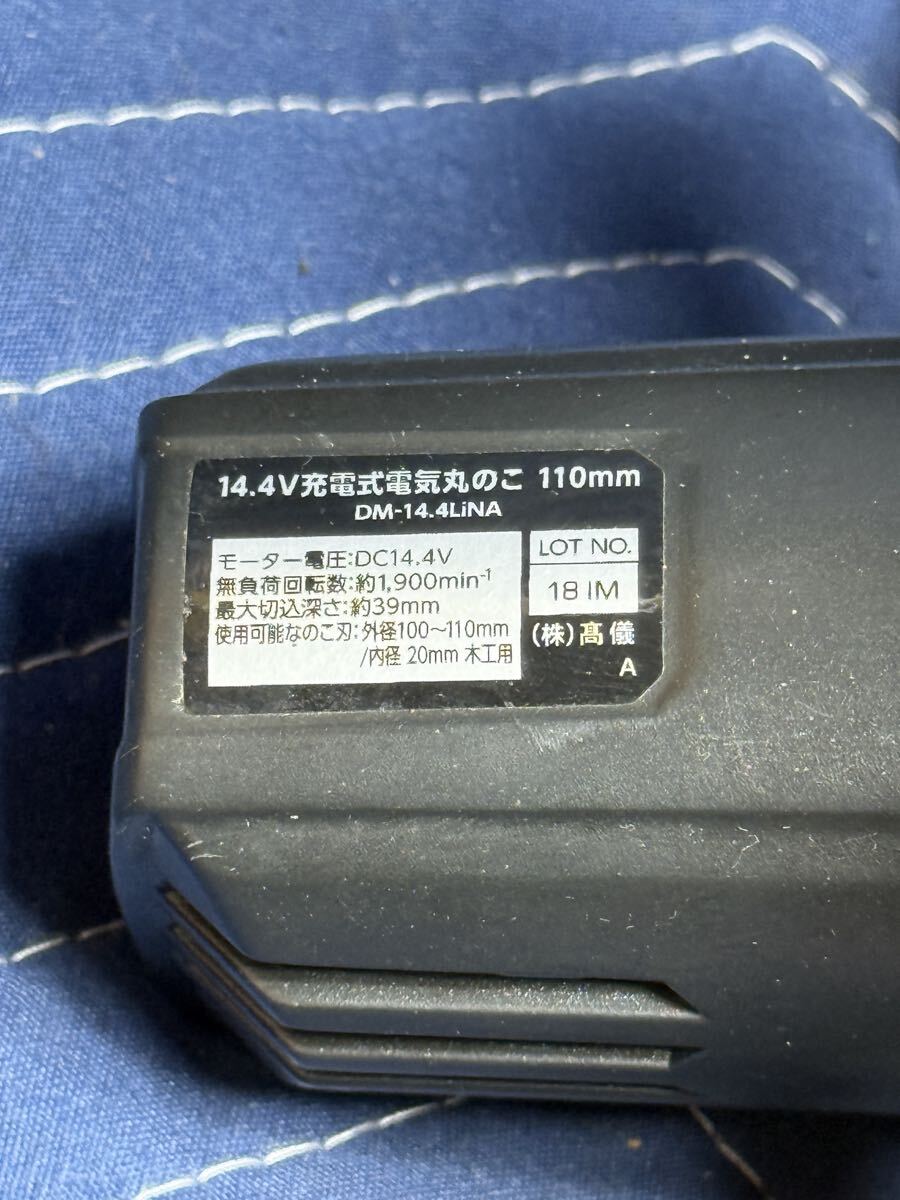 14.4V充電式電気丸のこ 110mm
DM-14.4LiNA
モーター電圧:DC14.4V
無負荷回転数:約1,900min⁻¹
最大切込深さ:約39mm
使用可能なのこ刃:外径100〜110mm
/内径 20mm 木工用
LOT NO.
18 IM
(株)髙儀
A